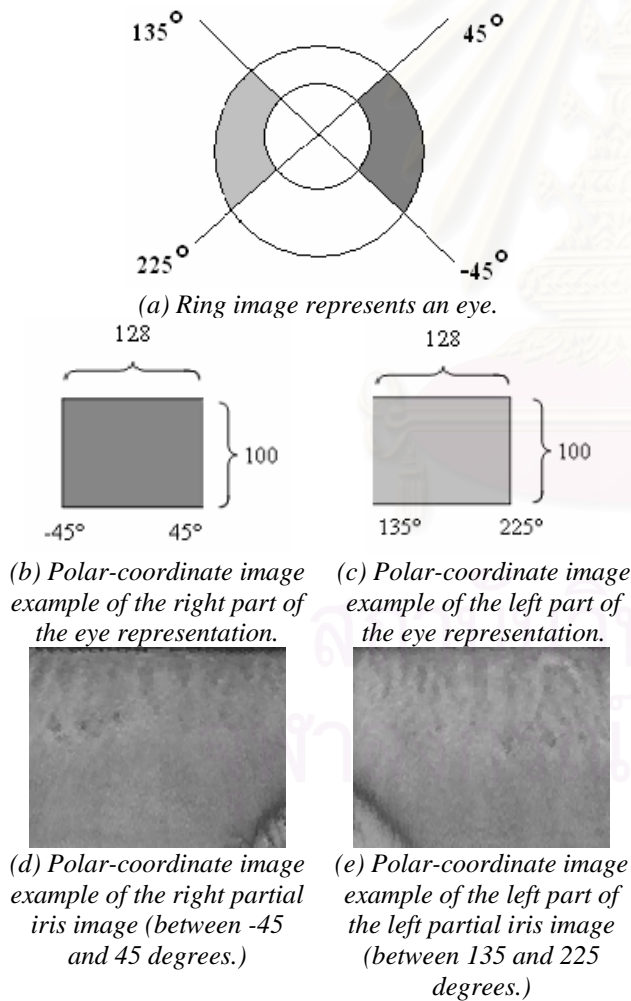 135°
45°
225°
-45°
(a) Ring image represents an eye.
128
100
-45°
45°
128
100
135°
225°
(b) Polar-coordinate image
example of the right part of
the eye representation.
(c) Polar-coordinate image
example of the left part of
the eye representation.
(d) Polar-coordinate image
example of the right partial
iris image (between -45
and 45 degrees.)
(e) Polar-coordinate image
example of the left part of
the left partial iris image
(between 135 and 225
degrees.)